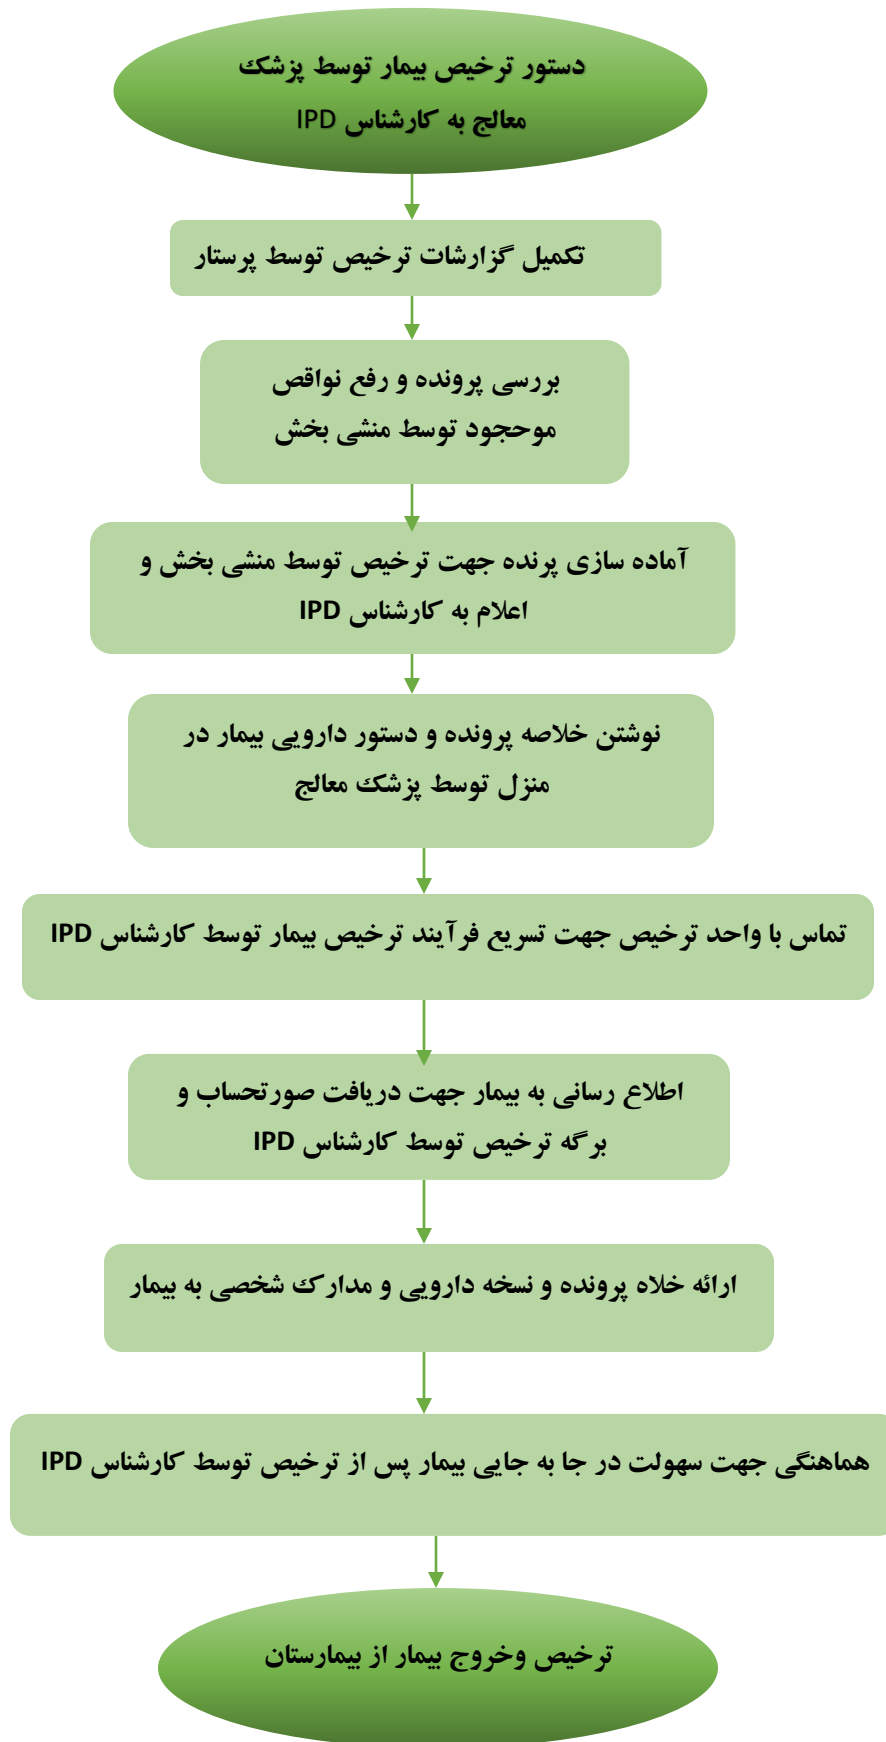 دستور ترخیص بیمار توسط پزشک
معالج به کارشناس IPD
تکمیل گزارشات ترخیص توسط پرستار
بررسی پرونده و رفع نواقص
موحجود توسط منشی بخش
آماده سازی پرنده جهت ترخیص توسط منشی بخش و
اعلام به کارشناس IPD
نوشتن خلاصه پرونده و دستور دارویی بیمار در
منزل توسط پزشک معالج
تماس با واحد ترخیص جهت تسریع فرآیند ترخیص بیمار توسط کارشناس IPD
اطلاع رسانی به بیمار جهت دریافت صورتحساب و
برگه ترخیص توسط کارشناس IPD
ارائه خلاه پرونده و نسخه دارویی و مدارک شخصی به بیمار
هماهنگی جهت سهولت در جا به جایی بیمار پس از ترخیص توسط کارشناس IPD
ترخیص وخروج بیمار از بیمارستان